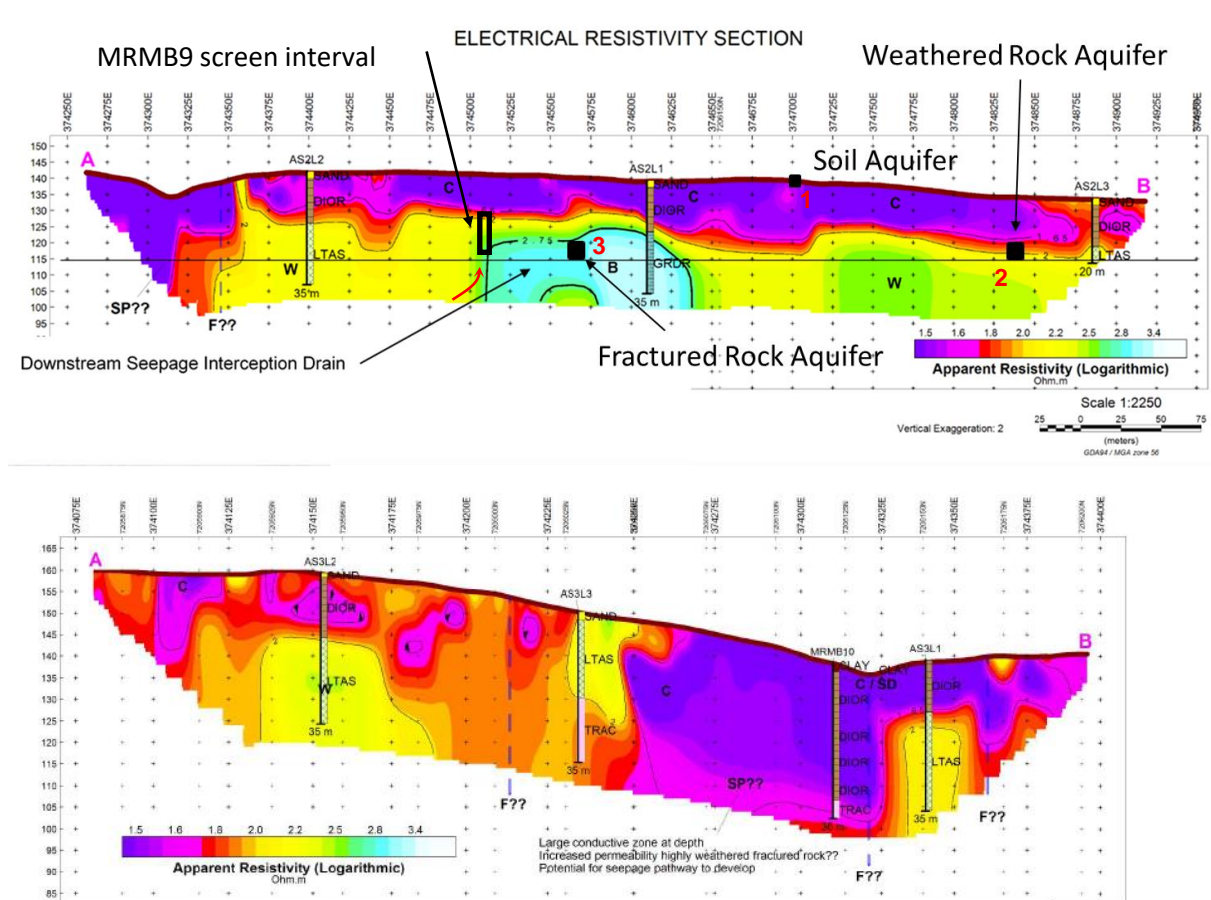 ELECTRICAL RESISTIVITY SECTION
MRMB9 screen interval
Weathered Rock Aquifer
374250E 374275E 374300E 374325E 374350E 374375E 374400E 374425E 374450E 374475E 374500E 374525E 374550E 374575E 374600E 374625E 374650E 374675E 374700E 374725E 374750E 374775E 374800E 374825E 374850E 374875E 374900E 374925E
150
145
140
135
130
125
120
115
110
105
100
95
A
AS2L2
SAND
DIOR
LTAS
35 m
C
AS2L1
SAND
DIOR
GRDR
35 m
C
Soil Aquifer
1
C
AS2L3
SAND
DIOR
LTAS
20 m
B
2
2.75
3
B
1.65
2
2
W
W
SP??
F??
Downstream Seepage Interception Drain
Fractured Rock Aquifer
1.5 1.6 1.8 2.0 2.2 2.5 2.8 3.4
Apparent Resistivity (Logarithmic)
Ohm.m
Scale 1:2250
Vertical Exaggeration: 2
25 0 25 50 75
(meters)
GDA94 / MGA zone 56
374075E 374100E 374125E 374150E 374175E 374200E 374225E 374275E 374300E 374325E 374350E 374375E 374400E
165
160
155
150
145
140
135
130
125
120
115
110
105
100
95
90
85
A
C
AS3L2
SAND
DIOR
2
LTAS
W
35 m
AS3L3
SAND
LTAS
TRAC
2
35 m
C
MRMB10
CLAY
DIOR
DIOR
DIOR
DIOR
TRAC
CLAY
C / SD
AS3L1
DIOR
2
LTAS
35 m
B
SP??
F??
F??
F??
1.5 1.6 1.8 2.0 2.2 2.5 2.8 3.4
Apparent Resistivity (Logarithmic)
Ohm.m
Large conductive zone at depth
Increased permeability highly weathered fractured rock??
Potential for seepage pathway to develop